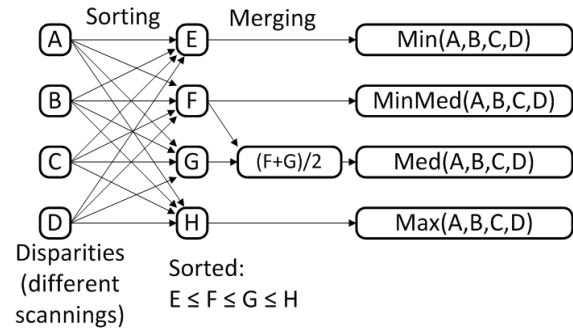 Sorting Merging
A E Min(A,B,C,D)
B F MinMed(A,B,C,D)
C G (F+G)/2 Med(A,B,C,D)
D H Max(A,B,C,D)
Disparities
(different
scannings)
Sorted:
E ≤ F ≤ G ≤ H